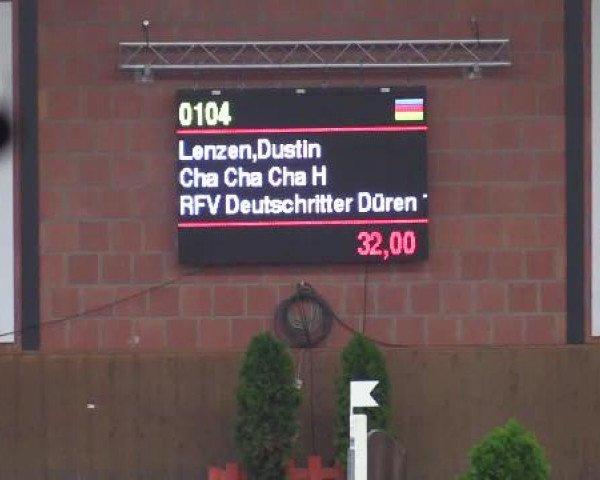 0104
Lenzen,Dustin
Cha Cha Cha H
RFV Deutschritter Düren
32,00